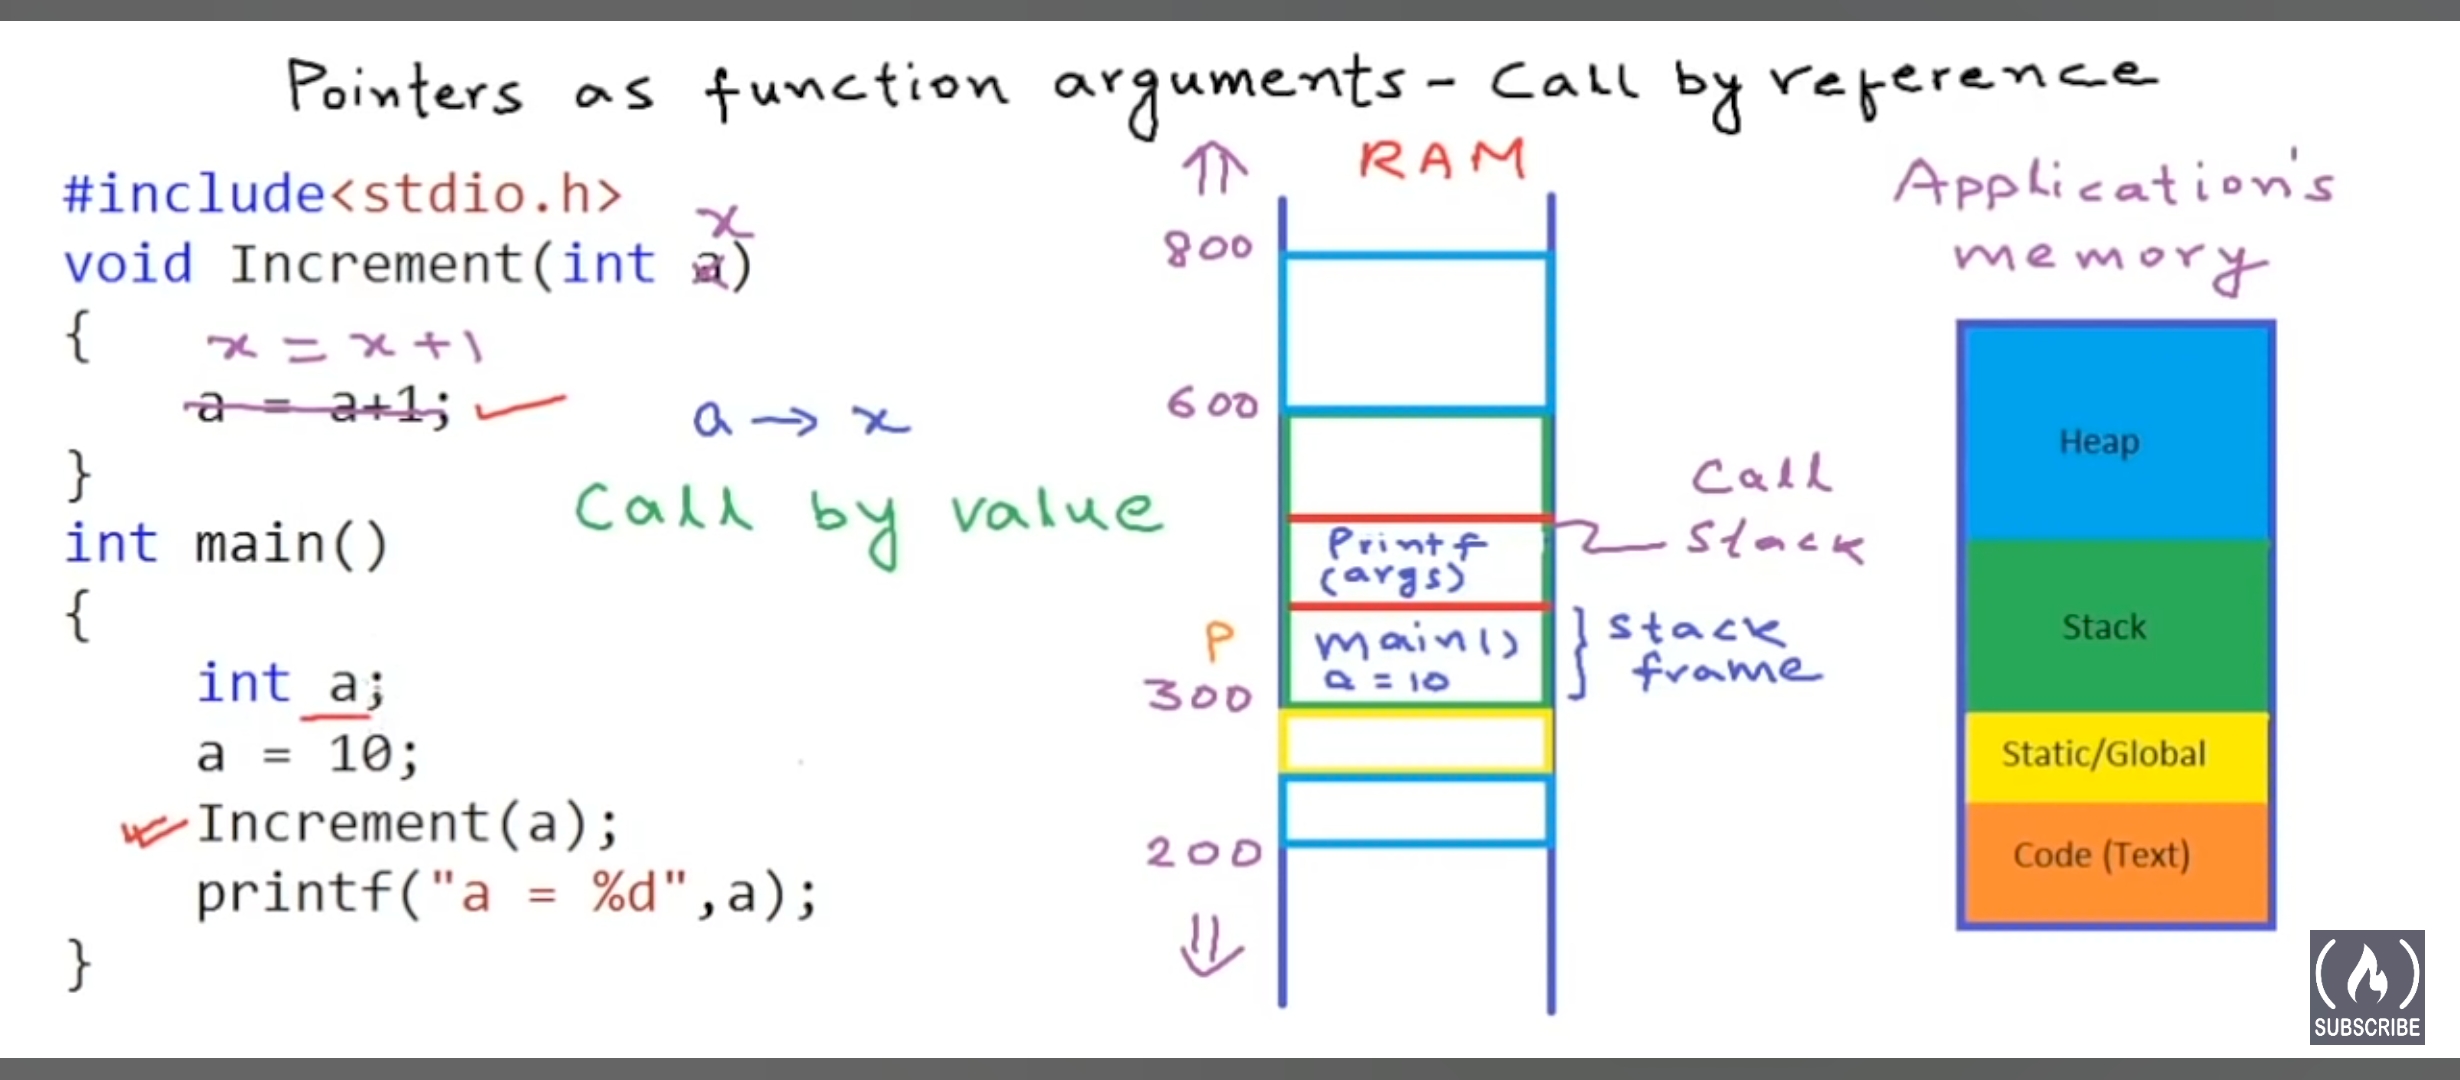 Pointers as function arguments - Call by reference
#include<stdio.h>
x
void Increment(int a)
{
x = x+1
a = a+1;
}
a → x
Call by value
int main()
{
int a;
a = 10;
Increment(a);
printf("a = %d",a);
}
RAM
800
600
Printf
(args)
P
main()
a = 10
300
200
Call
Stack
stack
frame
Application's
memory
Heap
Stack
Static/Global
Code (Text)
SUBSCRIBE